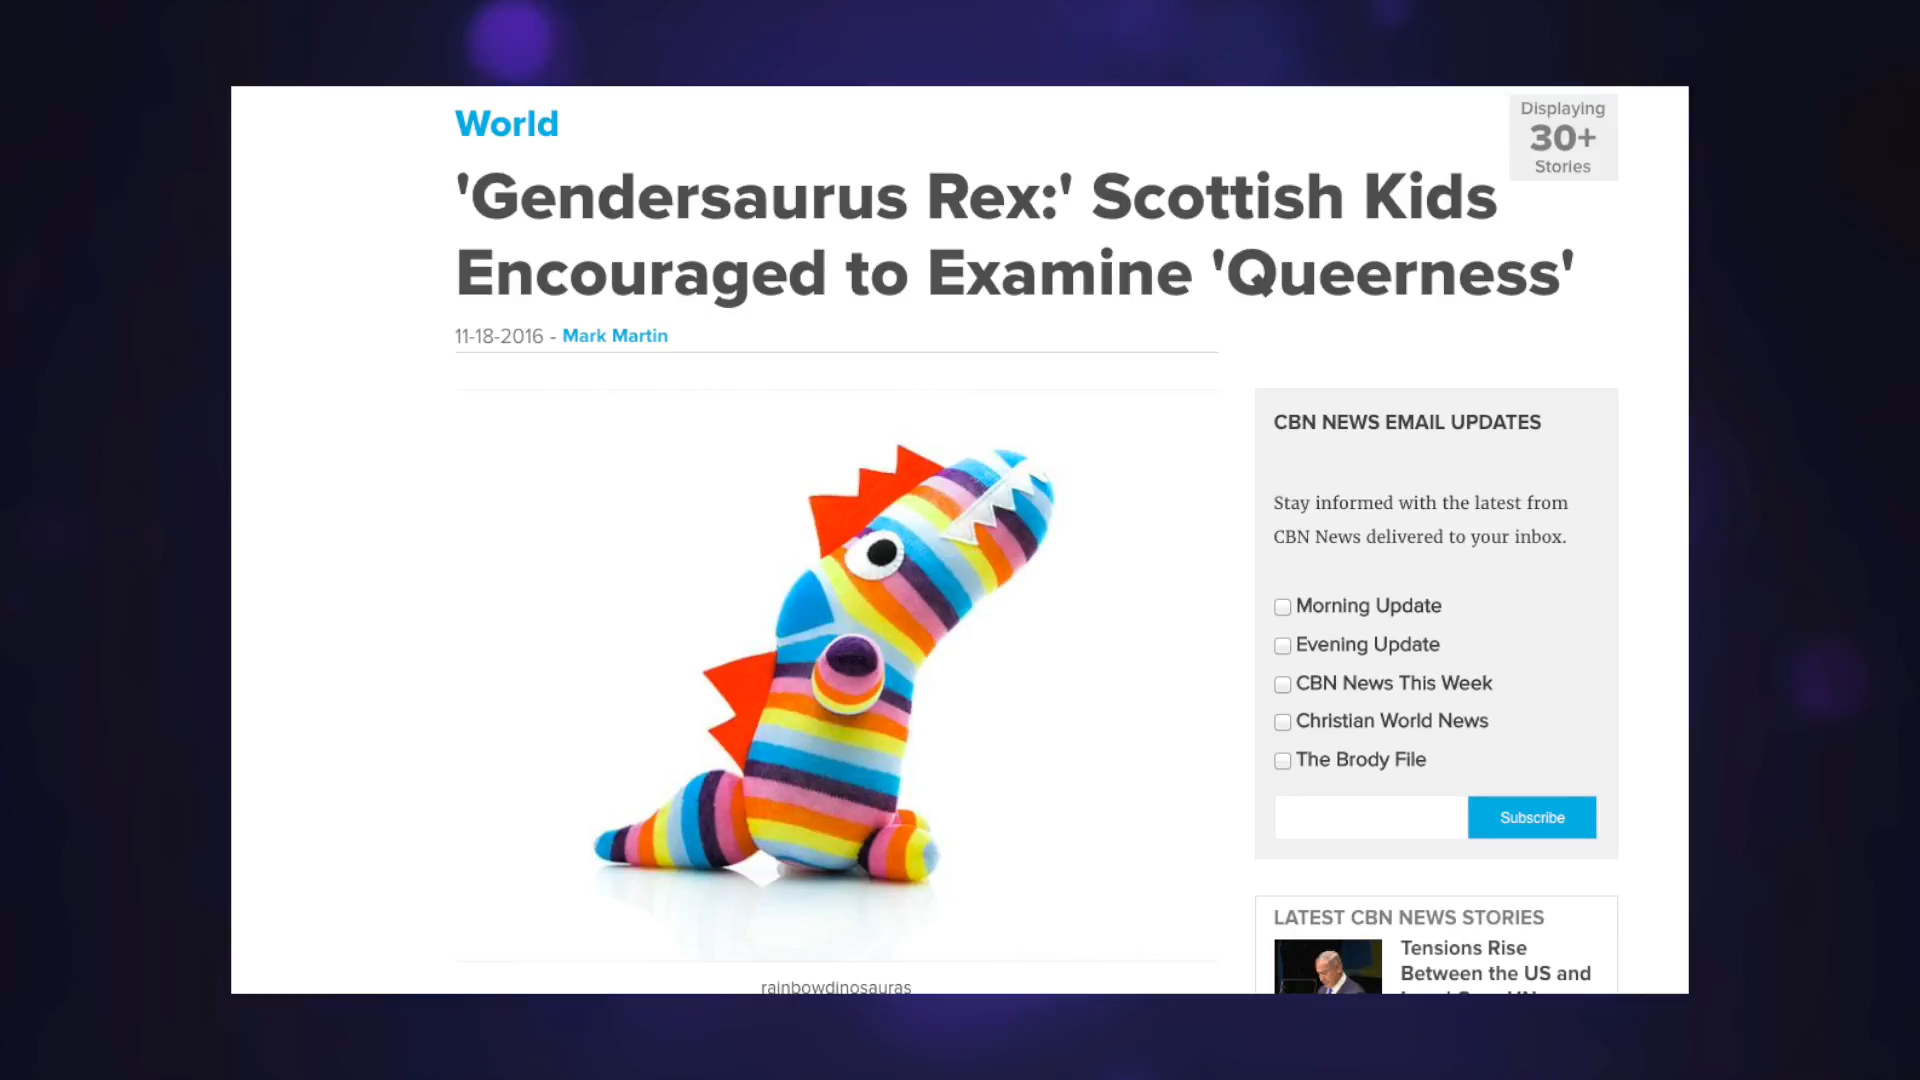 World
Displaying
30+
Stories
'Gendersaurus Rex:' Scottish Kids
Encouraged to Examine 'Queerness'
11-18-2016 - Mark Martin
CBN NEWS EMAIL UPDATES
Stay informed with the latest from
CBN News delivered to your inbox.
Morning Update
Evening Update
CBN News This Week
Christian World News
The Brody File
Subscribe
LATEST CBN NEWS STORIES
Tensions Rise
Between the US and
rainbowdinosauras